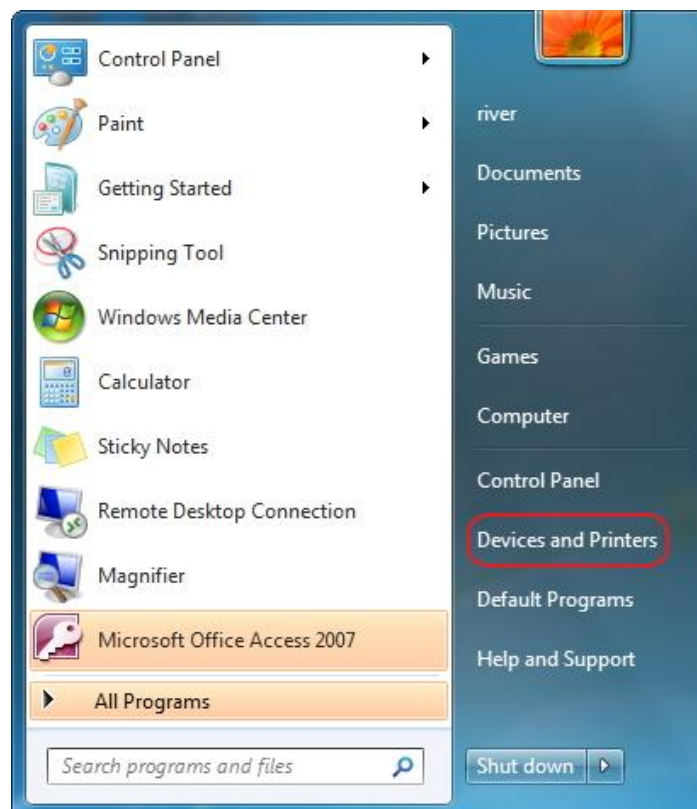 Control Panel
Paint
Getting Started
Snipping Tool
Windows Media Center
Calculator
Sticky Notes
Remote Desktop Connection
Magnifier
Microsoft Office Access 2007
All Programs
Search programs and files
river
Documents
Pictures
Music
Games
Computer
Control Panel
Devices and Printers
Default Programs
Help and Support
Shut down